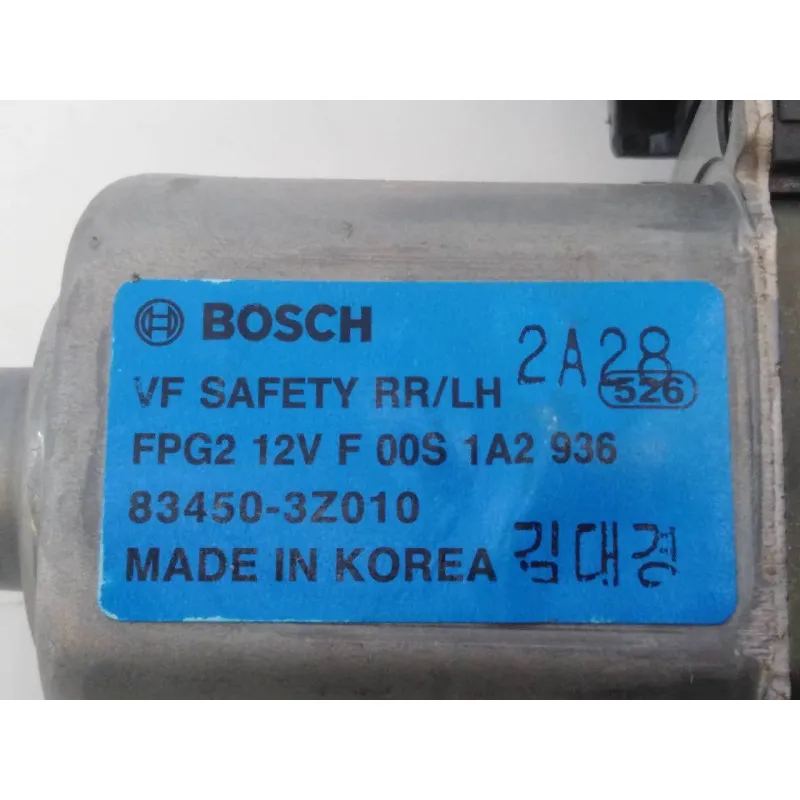 BOSCH 2A28
VF SAFETY RR/LH 526
FPG2 12V F 00S 1A2 936
83450-3Z010
MADE IN KOREA 김대경